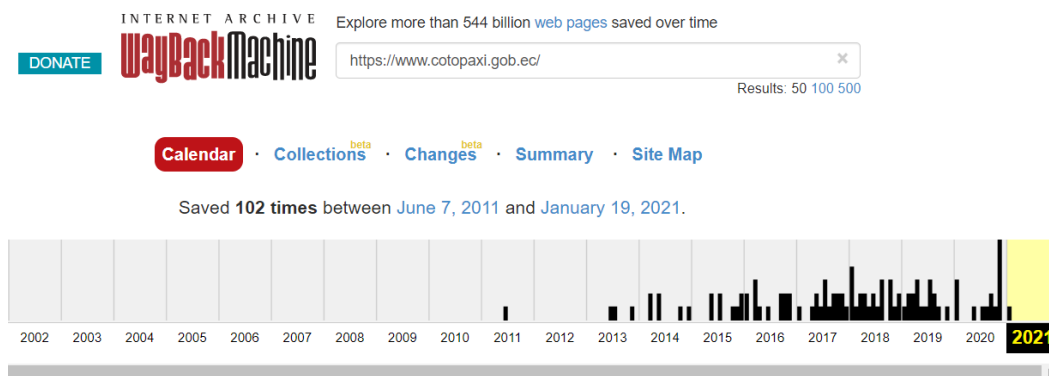 INTERNET ARCHIVE
Explore more than 544 billion web pages saved over time
DONATE
WayBackMachine
https://www.cotopaxi.gob.ec/ ×
Results: 50 100 500
Calendar · Collections beta · Changes beta · Summary · Site Map
Saved 102 times between June 7, 2011 and January 19, 2021.
2002 2003 2004 2005 2006 2007 2008 2009 2010 2011 2012 2013 2014 2015 2016 2017 2018 2019 2020 2021